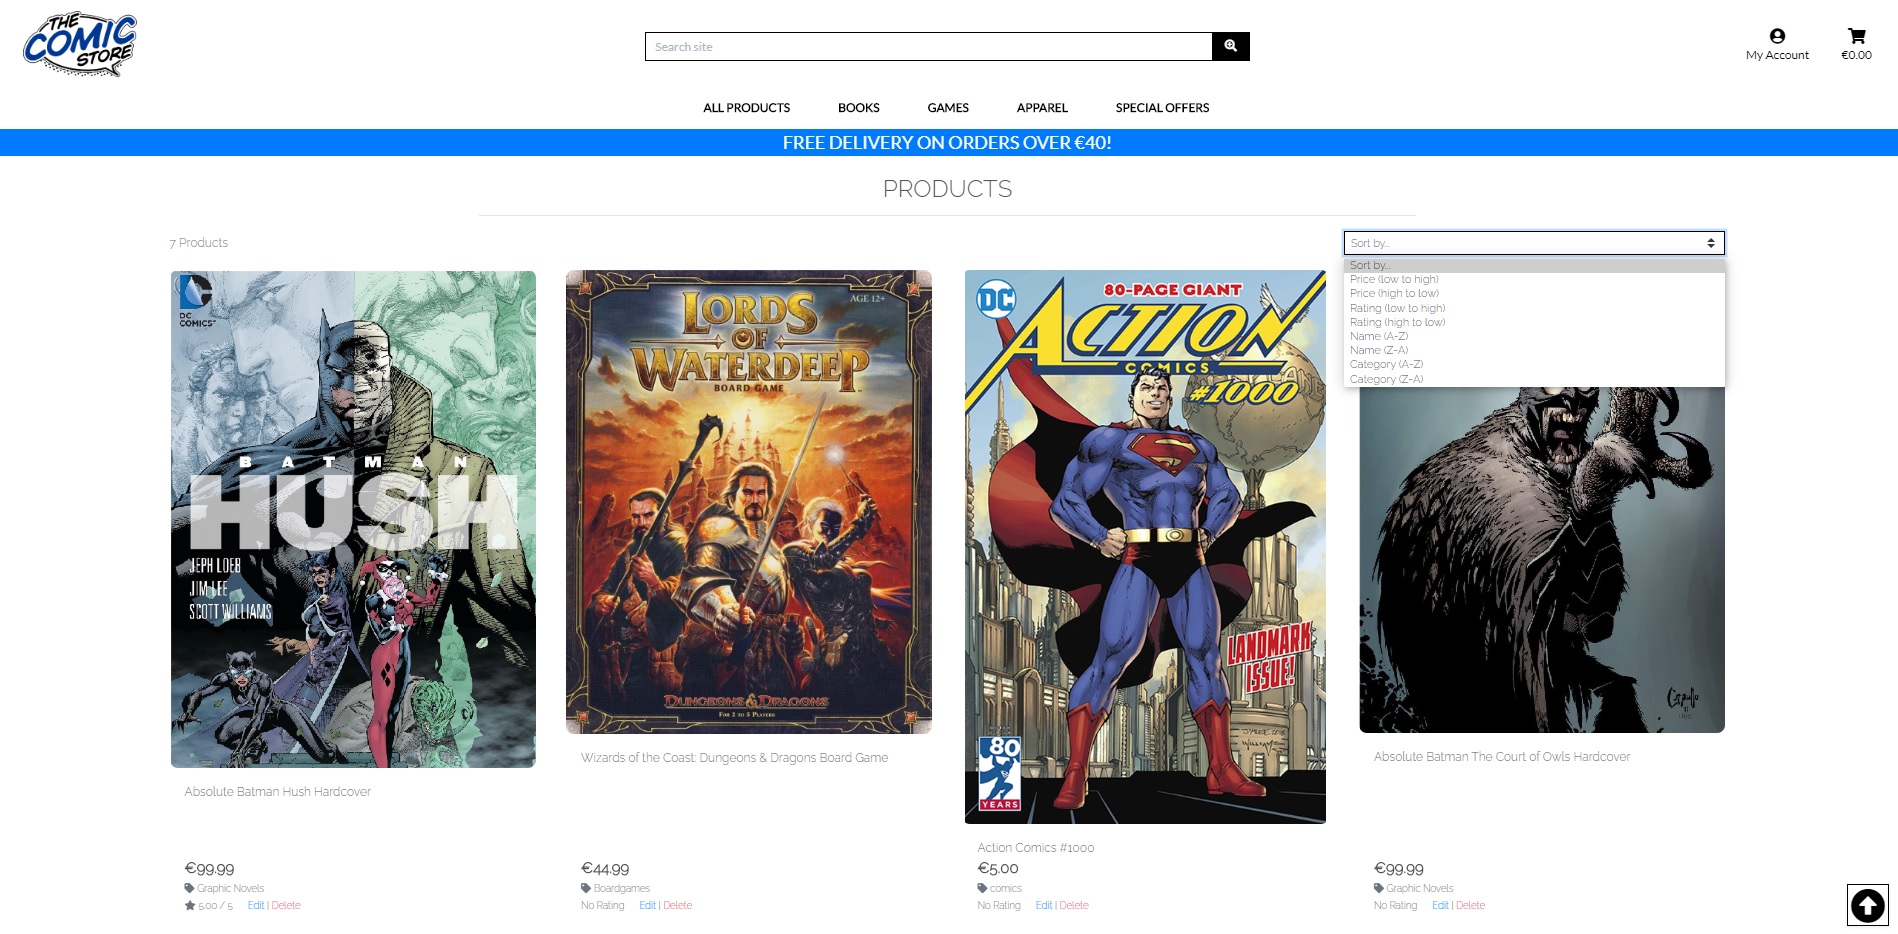 THE
COMIC
STORE
Search site
My Account
€0.00
ALL PRODUCTS
BOOKS
GAMES
APPAREL
SPECIAL OFFERS
FREE DELIVERY ON ORDERS OVER €40!
PRODUCTS
7 Products
Sort by...
Sort by...
Price (low to high)
Price (high to low)
Rating (low to high)
Rating (high to low)
Name (A-Z)
Name (Z-A)
Category (A-Z)
Category (Z-A)
DC COMICS™
BATMAN
HUSH
JEPH LOEB
JIM LEE
SCOTT WILLIAMS
Absolute Batman Hush Hardcover
€99.99
Graphic Novels
5.00 / 5 Edit | Delete
AGE 12+
LORDS
OF
WATERDEEP
BOARD GAME
DUNGEONS & DRAGONS
FOR 2 TO 5 PLAYERS
Wizards of the Coast: Dungeons & Dragons Board Game
€44.99
Boardgames
No Rating Edit | Delete
DC
80-PAGE GIANT
ACTION
COMICS
#1000
LANDMARK
ISSUE!
80
YEARS
Action Comics #1000
€5.00
comics
No Rating Edit | Delete
Absolute Batman The Court of Owls Hardcover
€99.99
Graphic Novels
No Rating Edit | Delete